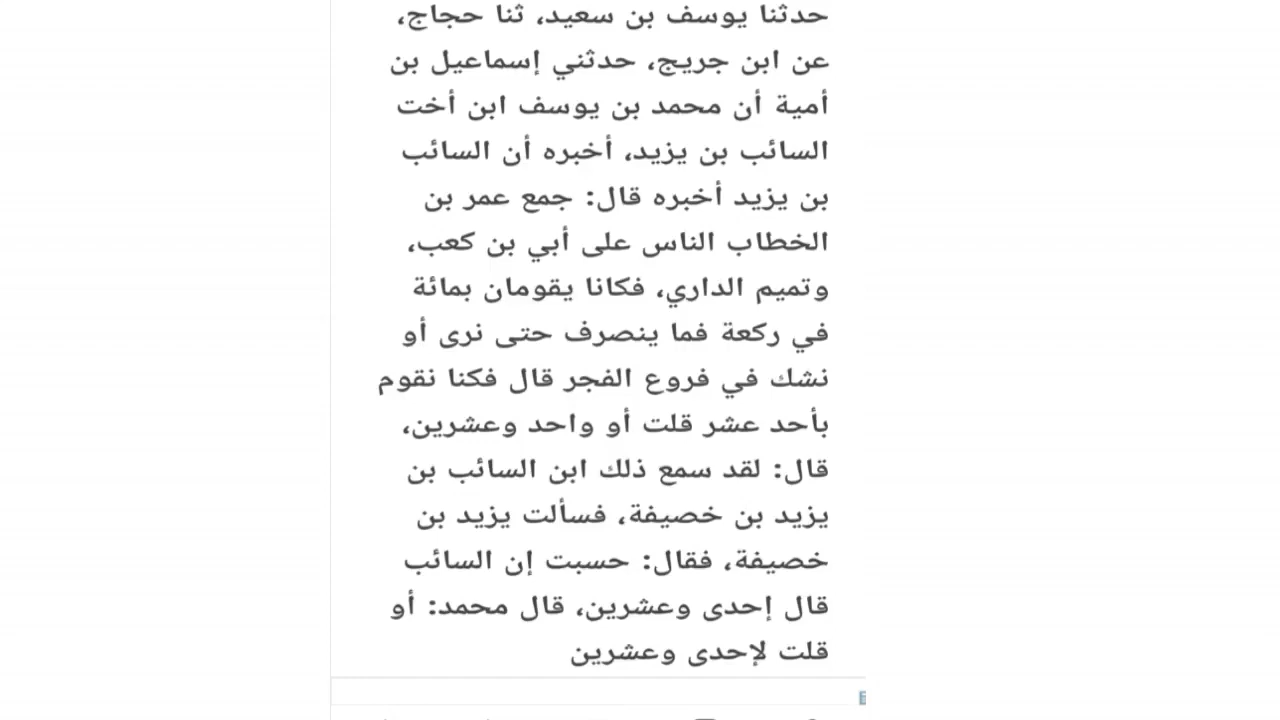 حدثنا يوسف بن سعيد، ثنا حجاج،
عن ابن جريج، حدثني إسماعيل بن
أمية أن محمد بن يوسف ابن أخت
السائب بن يزيد، أخبره أن السائب
بن يزيد أخبره قال: جمع عمر بن
الخطاب الناس على أبي بن كعب،
وتميم الداري، فكانا يقومان بمائة
في ركعة فما ينصرف حتى نرى أو
نشك في فروع الفجر قال فكنا نقوم
بأحد عشر قلت أو واحد وعشرين،
قال: لقد سمع ذلك ابن السائب بن
يزيد بن خصيفة، فسألت يزيد بن
خصيفة، فقال: حسبت إن السائب
قال إحدى وعشرين، قال محمد: أو
قلت لإحدى وعشرين